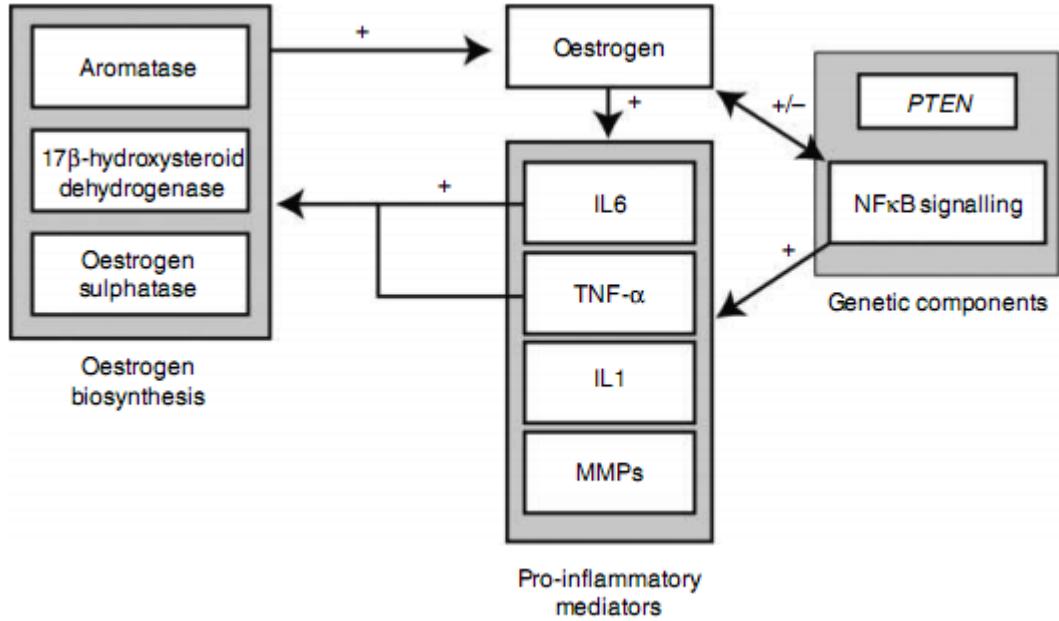 Aromatase
17β-hydroxysteroid
dehydrogenase
Oestrogen
sulphatase
Oestrogen
biosynthesis
+
Oestrogen
+
+/–
PTEN
NFκB signalling
Genetic components
+
+
IL6
TNF-α
IL1
MMPs
Pro-inflammatory
mediators